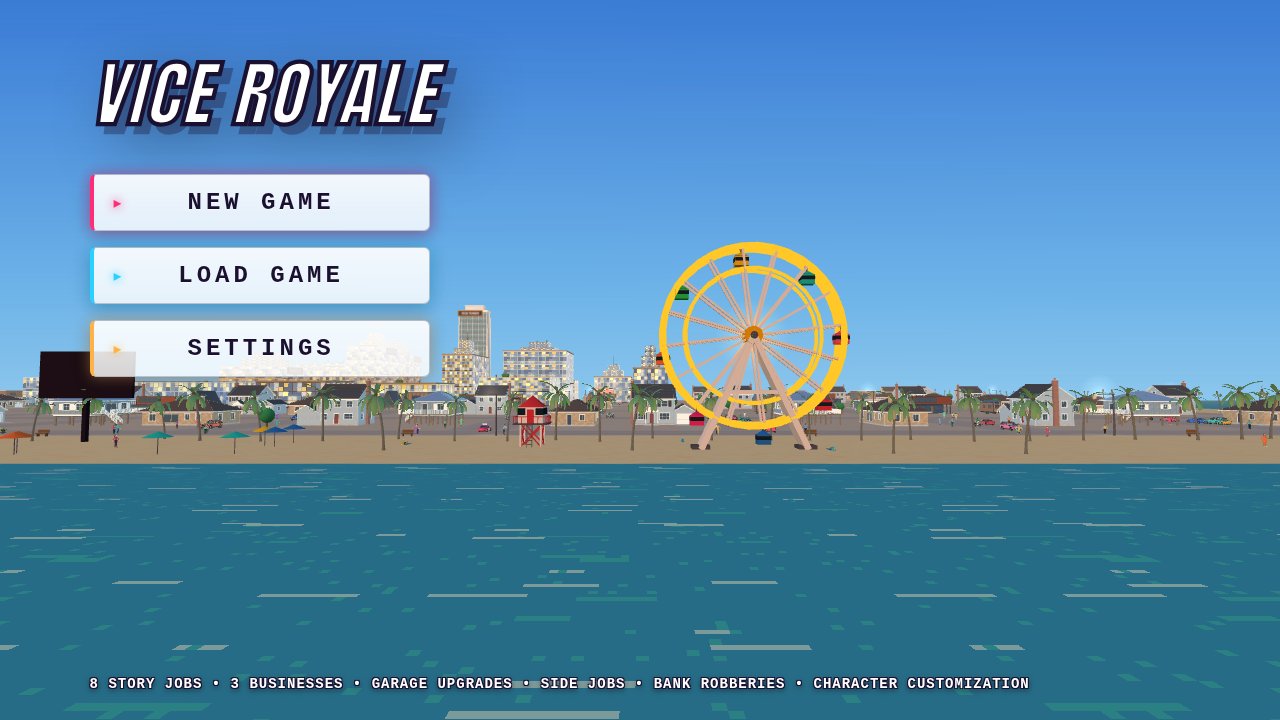 VICE ROYALE
NEW GAME
LOAD GAME
SETTINGS
8 STORY JOBS • 3 BUSINESSES • GARAGE UPGRADES • SIDE JOBS • BANK ROBBERIES • CHARACTER CUSTOMIZATION